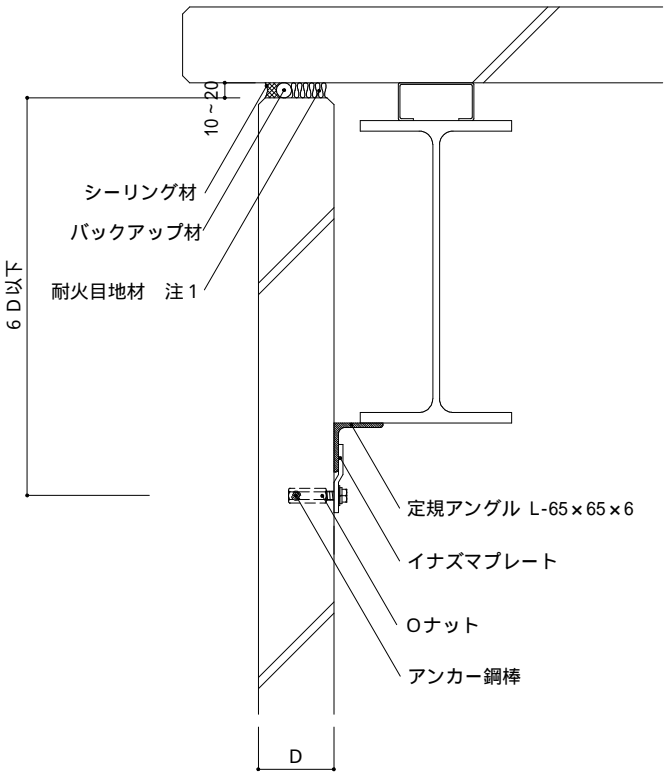 10～20
シーリング材
バックアップ材
耐火目地材　注1
6D以下
定規アングル L-65×65×6
イナズマプレート
Oナット
アンカー鋼棒
D